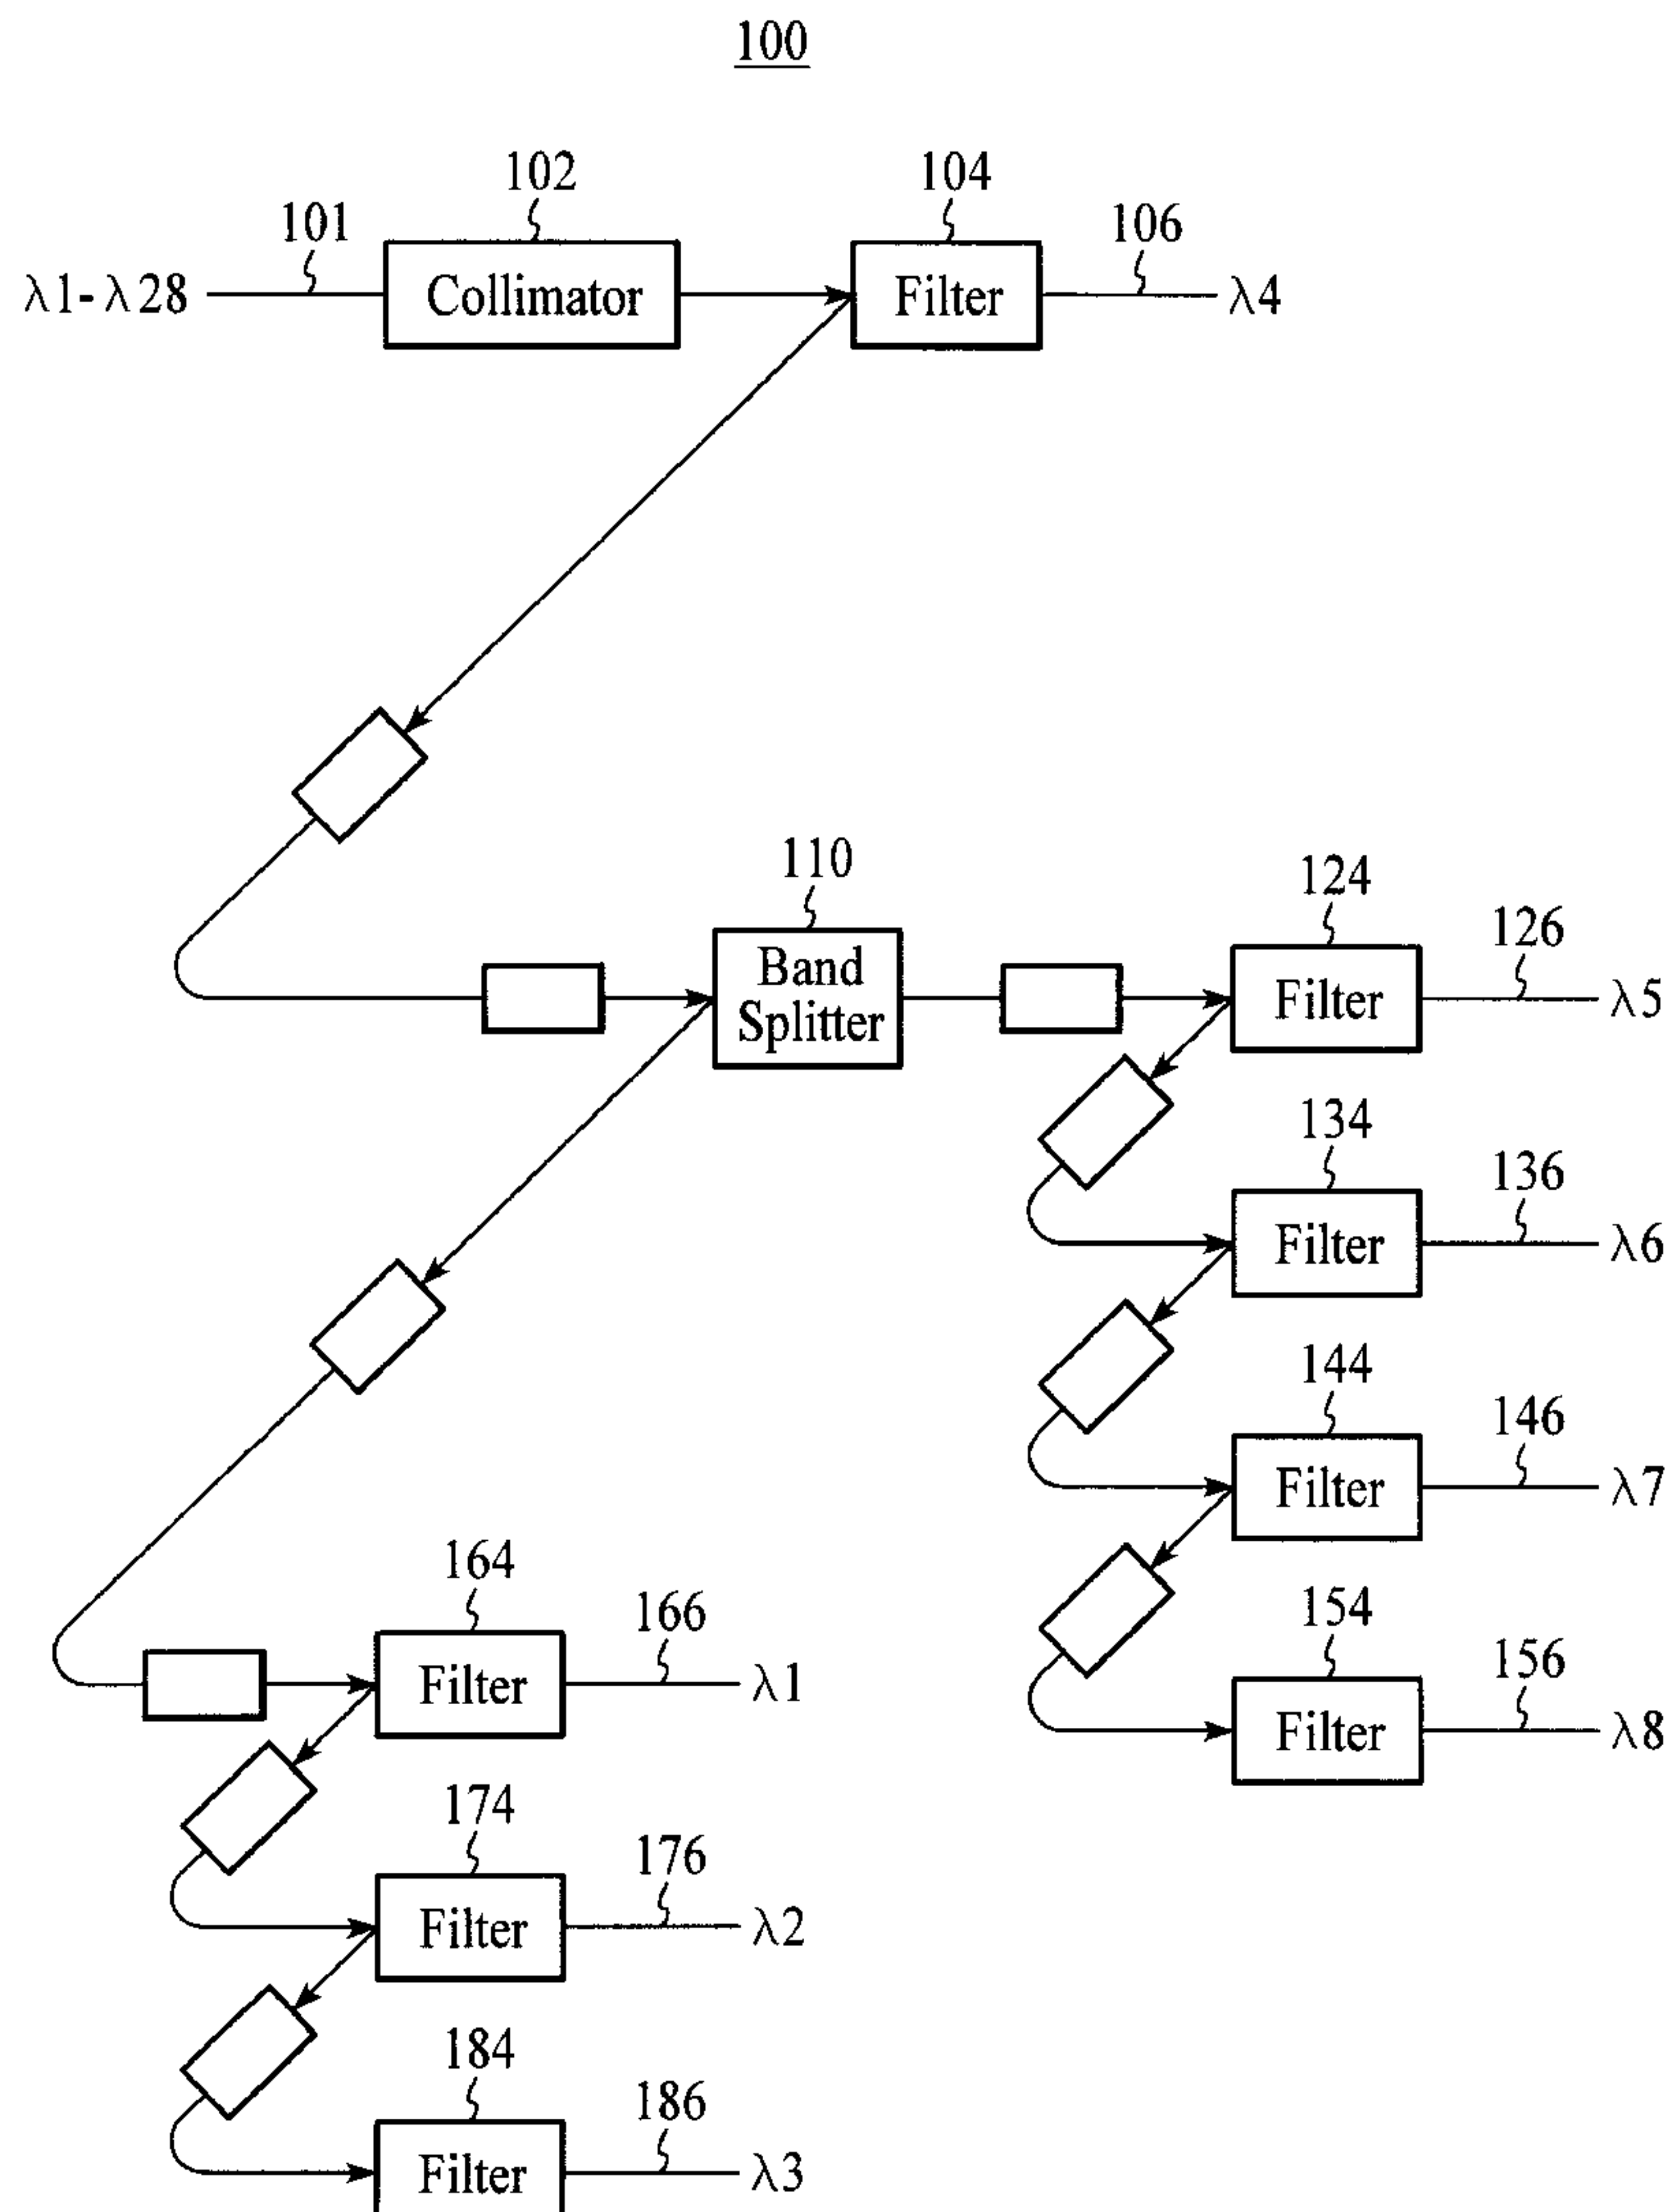 100
102
104
101
106
λ1-λ28
Collimator
Filter
λ4
110
124
126
Band
Splitter
Filter
λ5
134
136
Filter
λ6
144
146
Filter
λ7
164
166
Filter
λ1
154
156
Filter
λ8
174
176
Filter
λ2
184
186
Filter
λ3